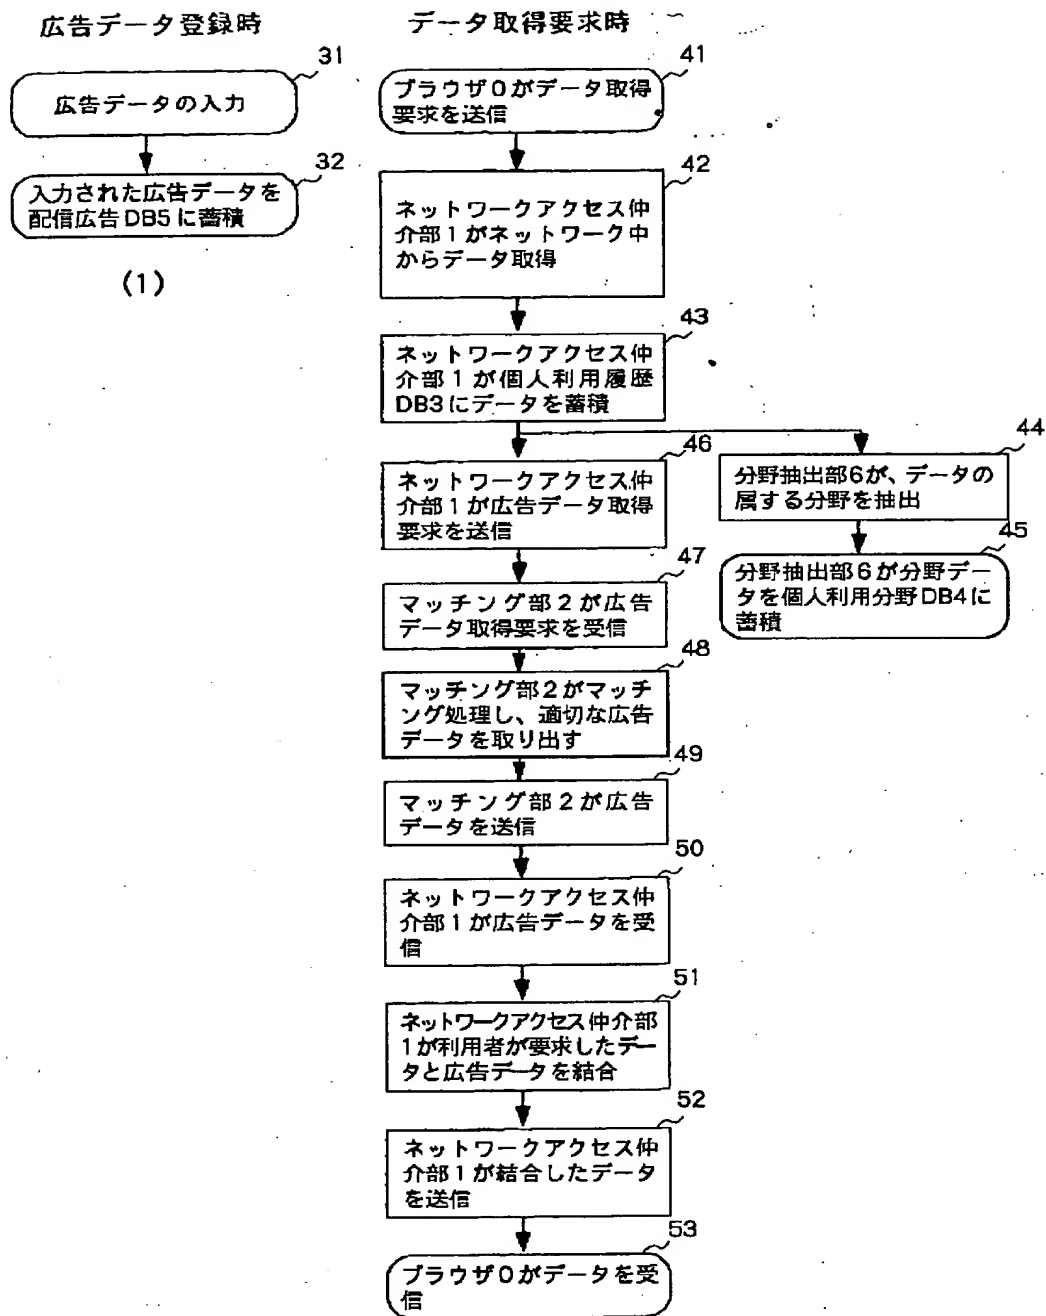 広告データ登録時
31
広告データの入力
32
入力された広告データを
配信広告DB5に蓄積
(1)
データ取得要求時
41
ブラウザ0がデータ取得
要求を送信
42
ネットワークアクセス仲
介部1がネットワーク中
からデータ取得
43
ネットワークアクセス仲
介部1が個人利用履歴
DB3にデータを蓄積
44
分野抽出部6が、データの
属する分野を抽出
45
分野抽出部6が分野デー
タを個人利用分野DB4に
蓄積
46
ネットワークアクセス仲
介部1が広告データ取得
要求を送信
47
マッチング部2が広告
データ取得要求を受信
48
マッチング部2がマッチ
ング処理し、適切な広告
データを取り出す
49
マッチング部2が広告
データを送信
50
ネットワークアクセス仲
介部1が広告データを受
信
51
ネットワークアクセス仲介部
1が利用者が要求したデー
タと広告データを結合
52
ネットワークアクセス仲
介部1が結合したデータ
を送信
53
ブラウザ0がデータを受
信